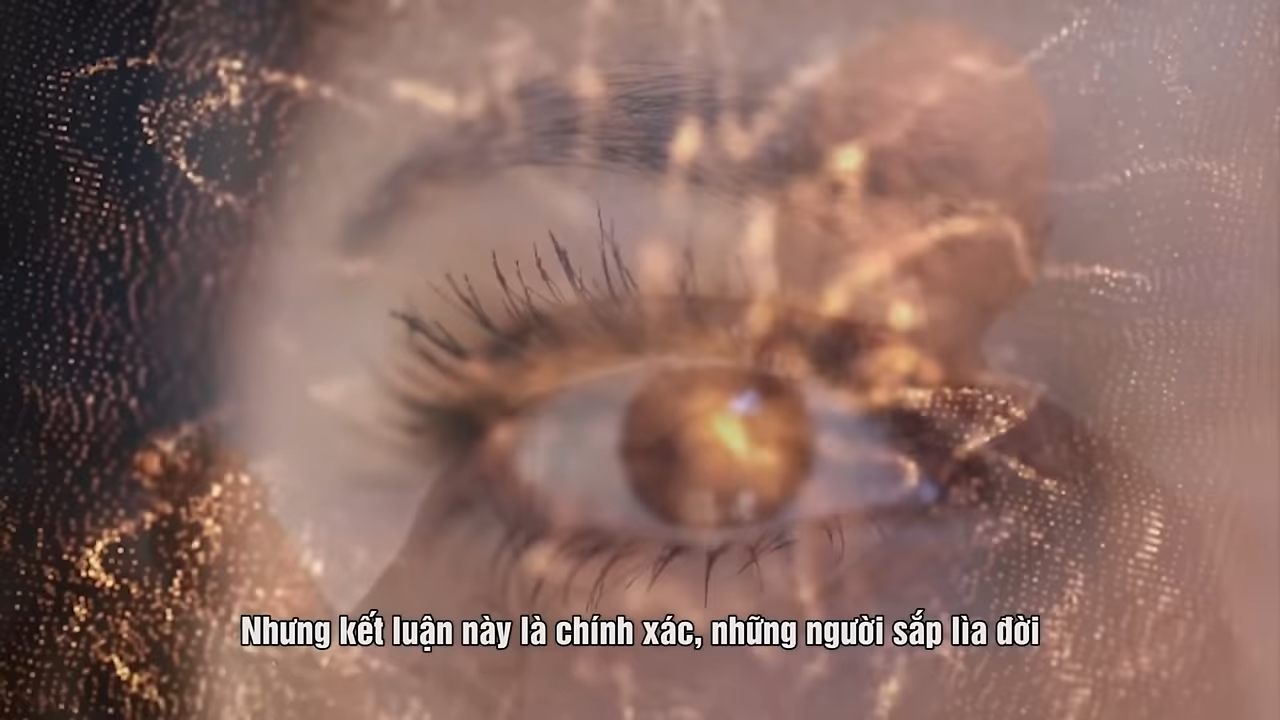 Nhưng kết luận này là chính xác, những người sắp lìa đời